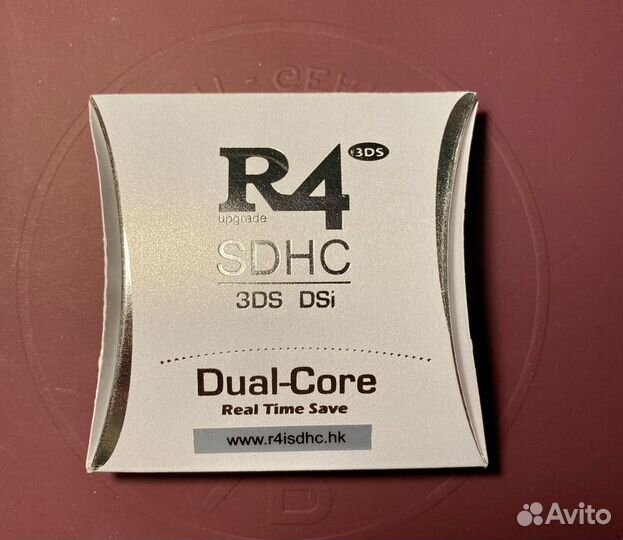 R4 3DS
upgrade
SDHC
3DS DSi
Dual-Core
Real Time Save
www.r4isdhc.hk
Avito